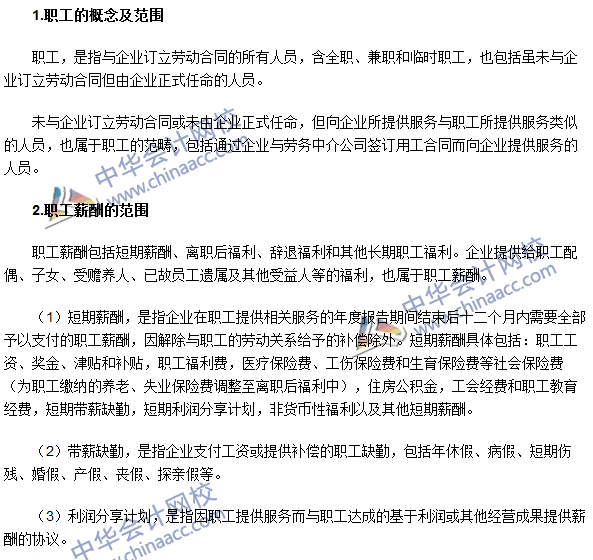 1.职工的概念及范围
职工，是指与企业订立劳动合同的所有人员，含全职、兼职和临时职工，也包括虽未与企
业订立劳动合同但由企业正式任命的人员。
未与企业订立劳动合同或未由企业正式任命，但向企业所提供服务与职工所提供服务类似
的人员，也属于职工的范畴，包括通过企业与劳务中介公司签订用工合同而向企业提供服务的
人员。
中华会计网校
www.chinaacc.com
2.职工薪酬的范围
职工薪酬包括短期薪酬、离职后福利、辞退福利和其他长期职工福利。企业提供给职工配
偶、子女、受赡养人、已故员工遗属及其他受益人等的福利，也属于职工薪酬。
中华会计网校
www.chinaacc.com
（1）短期薪酬，是指企业在职工提供相关服务的年度报告期间结束后十二个月内需要全部
予以支付的职工薪酬，因解除与职工的劳动关系给予的补偿除外。短期薪酬具体包括：职工工
资、奖金、津贴和补贴，职工福利费，医疗保险费、工伤保险费和生育保险费等社会保险费
（为职工缴纳的养老、失业保险费调整至离职后福利中），住房公积金，工会经费和职工教育
经费，短期带薪缺勤，短期利润分享计划，非货币性福利以及其他短期薪酬。
（2）带薪缺勤，是指企业支付工资或提供补偿的职工缺勤，包括年休假、病假、短期伤
残、婚假、产假、丧假、探亲假等。
（3）利润分享计划，是指因职工提供服务而与职工达成的基于利润或其他经营成果提供薪
酬的协议。
中华会计网校